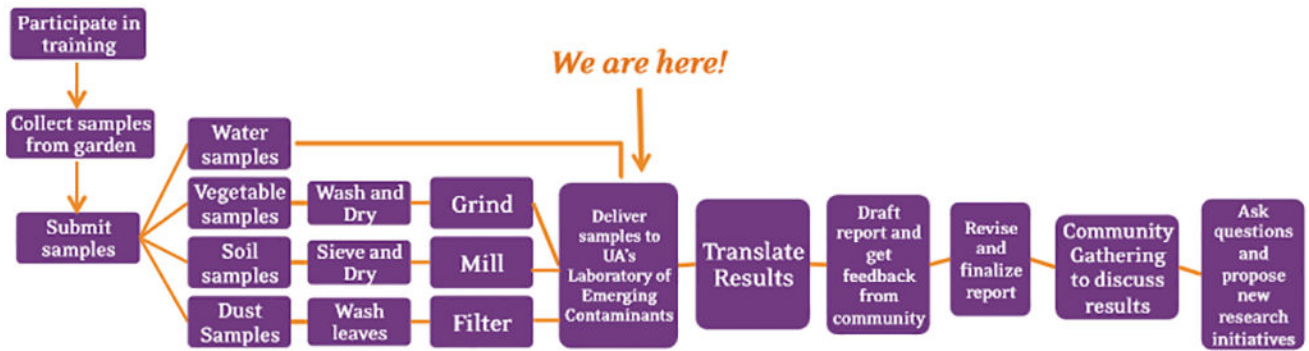 Participate in
training
Collect samples
from garden
Submit
samples
Water
samples
Vegetable
samples
Wash and
Dry
Grind
Soil
samples
Sieve and
Dry
Mill
Dust
Samples
Wash
leaves
Filter
We are here!
Deliver
samples to
UA's
Laboratory of
Emerging
Contaminants
Translate
Results
Draft
report and
get
feedback
from
community
Revise
and
finalize
report
Community
Gathering
to discuss
results
Ask
questions
and
propose
new
research
initiatives